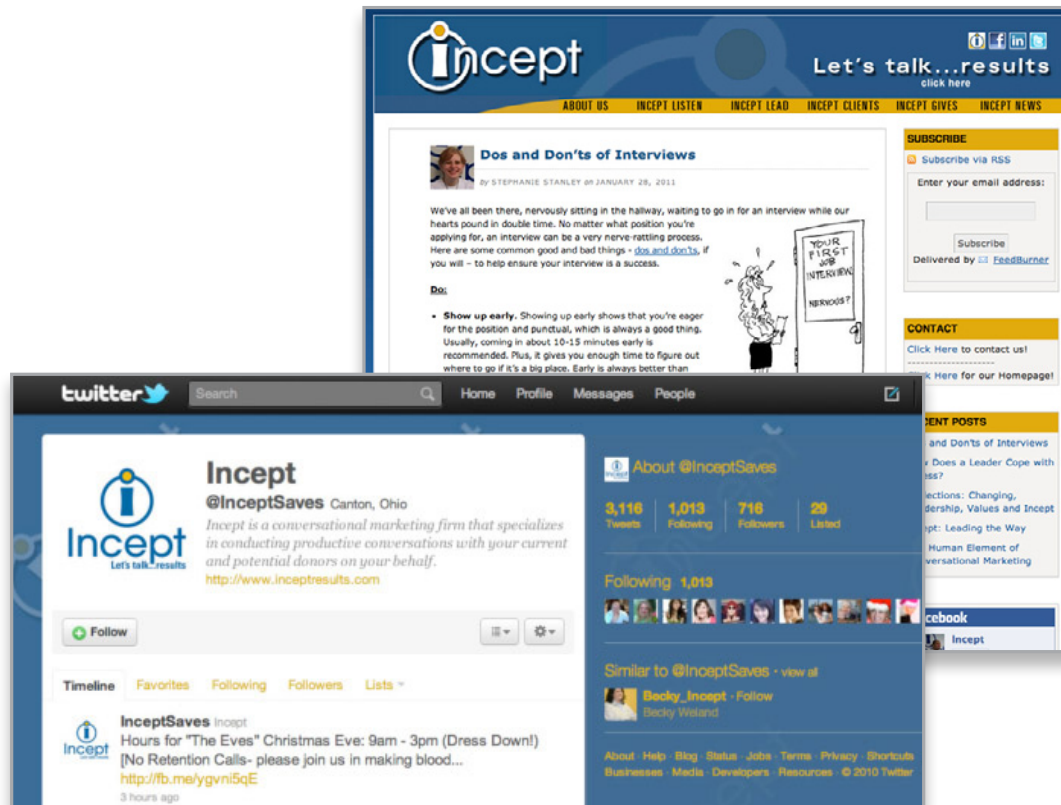 incept
Let's talk...results
click here
ABOUT US INCEPT LISTEN INCEPT LEAD INCEPT CLIENTS INCEPT GIVES INCEPT NEWS
Dos and Don'ts of Interviews
by STEPHANIE STANLEY on JANUARY 28, 2011
We've all been there, nervously sitting in the hallway, waiting to go in for an interview while our
hearts pound in double time. No matter what position you're
applying for, an interview can be a very nerve-rattling process.
Here are some common good and bad things - dos and don'ts, if
you will – to help ensure your interview is a success.
Do:
• Show up early. Showing up early shows that you're eager
for the position and punctual, which is always a good thing.
Usually, coming in about 10-15 minutes early is
recommended. Plus, it gives you enough time to figure out
where to go if it's a big place. Early is always better than
YOUR
FIRST
JOB
INTERVIEW.
NERVOUS?
SUBSCRIBE
Subscribe via RSS
Enter your email address:
Subscribe
Delivered by FeedBurner
CONTACT
Click Here to contact us!
--------------------
Here for our Homepage!
POSTS
and Don'ts of Interviews
Does a Leader Cope with
Changing,
Values and Incept
Leading the Way
Human Element of
Marketing
Incept
twitter
Search
Home Profile Messages People
Incept
Let's talk...results
Incept
@InceptSaves Canton, Ohio
Incept is a conversational marketing firm that specializes
in conducting productive conversations with your current
and potential donors on your behalf.
http://www.inceptresults.com
Follow
Timeline Favorites Following Followers Lists
InceptSaves Incept
Hours for "The Eves" Christmas Eve: 9am - 3pm (Dress Down!)
[No Retention Calls- please join us in making blood...
http://fb.me/ygvni5qE
3 hours ago
Incept
About @InceptSaves
3,116 1,013 716 29
Tweets Following Followers Listed
Following 1,013
Similar to @InceptSaves · view all
Becky_Incept · Follow
Becky Weland
About · Help · Blog · Status · Jobs · Terms · Privacy · Shortcuts
Businesses · Media · Developers · Resources · © 2010 Twitter